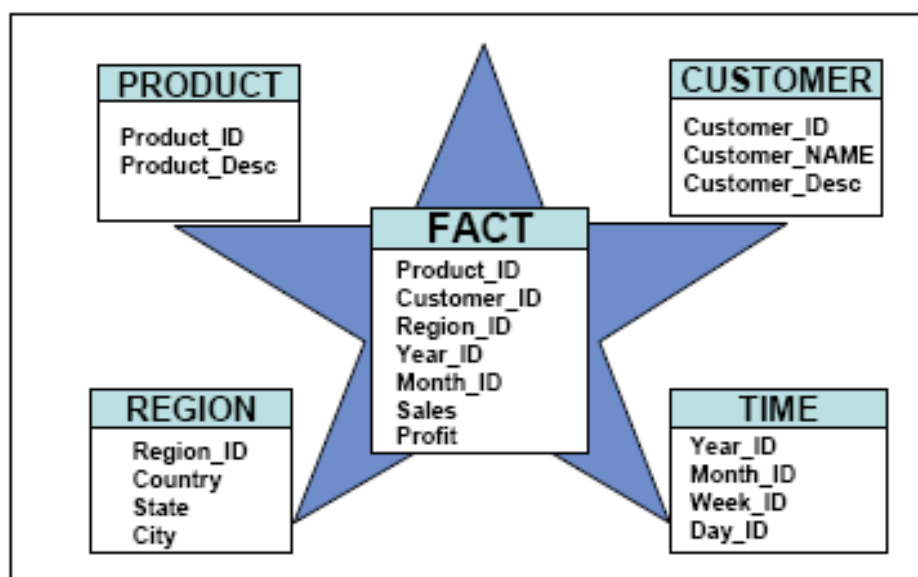 PRODUCT
Product_ID
Product_Desc
CUSTOMER
Customer_ID
Customer_NAME
Customer_Desc
FACT
Product_ID
Customer_ID
Region_ID
Year_ID
Month_ID
Sales
Profit
REGION
Region_ID
Country
State
City
TIME
Year_ID
Month_ID
Week_ID
Day_ID